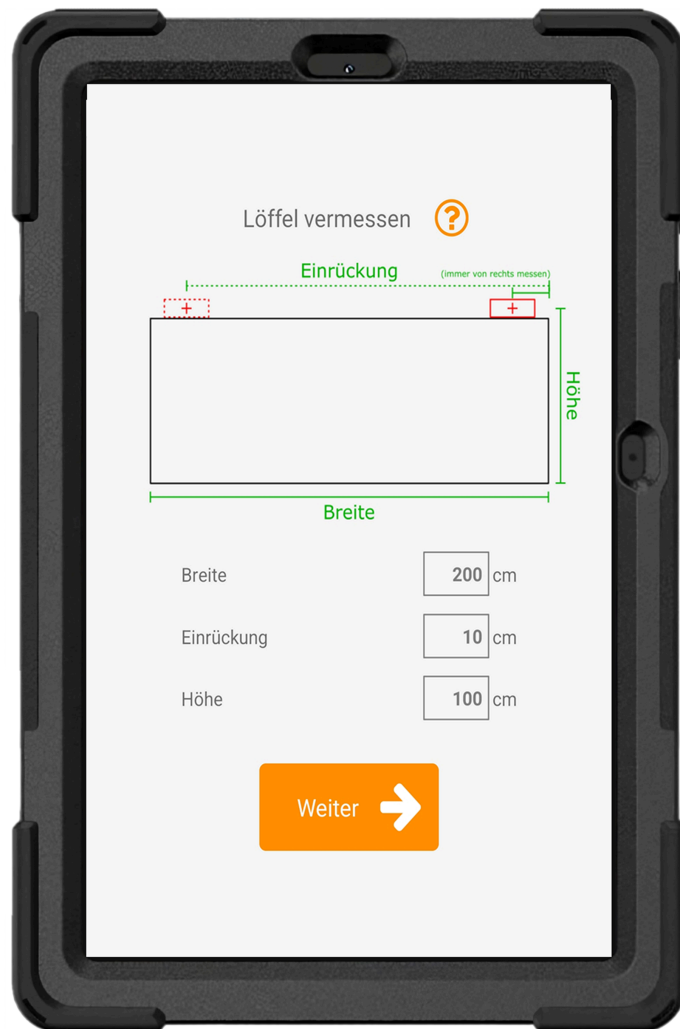 Löffel vermessen ?
Einrückung (immer von rechts messen)
Höhe
Breite
Breite 200 cm
Einrückung 10 cm
Höhe 100 cm
Weiter